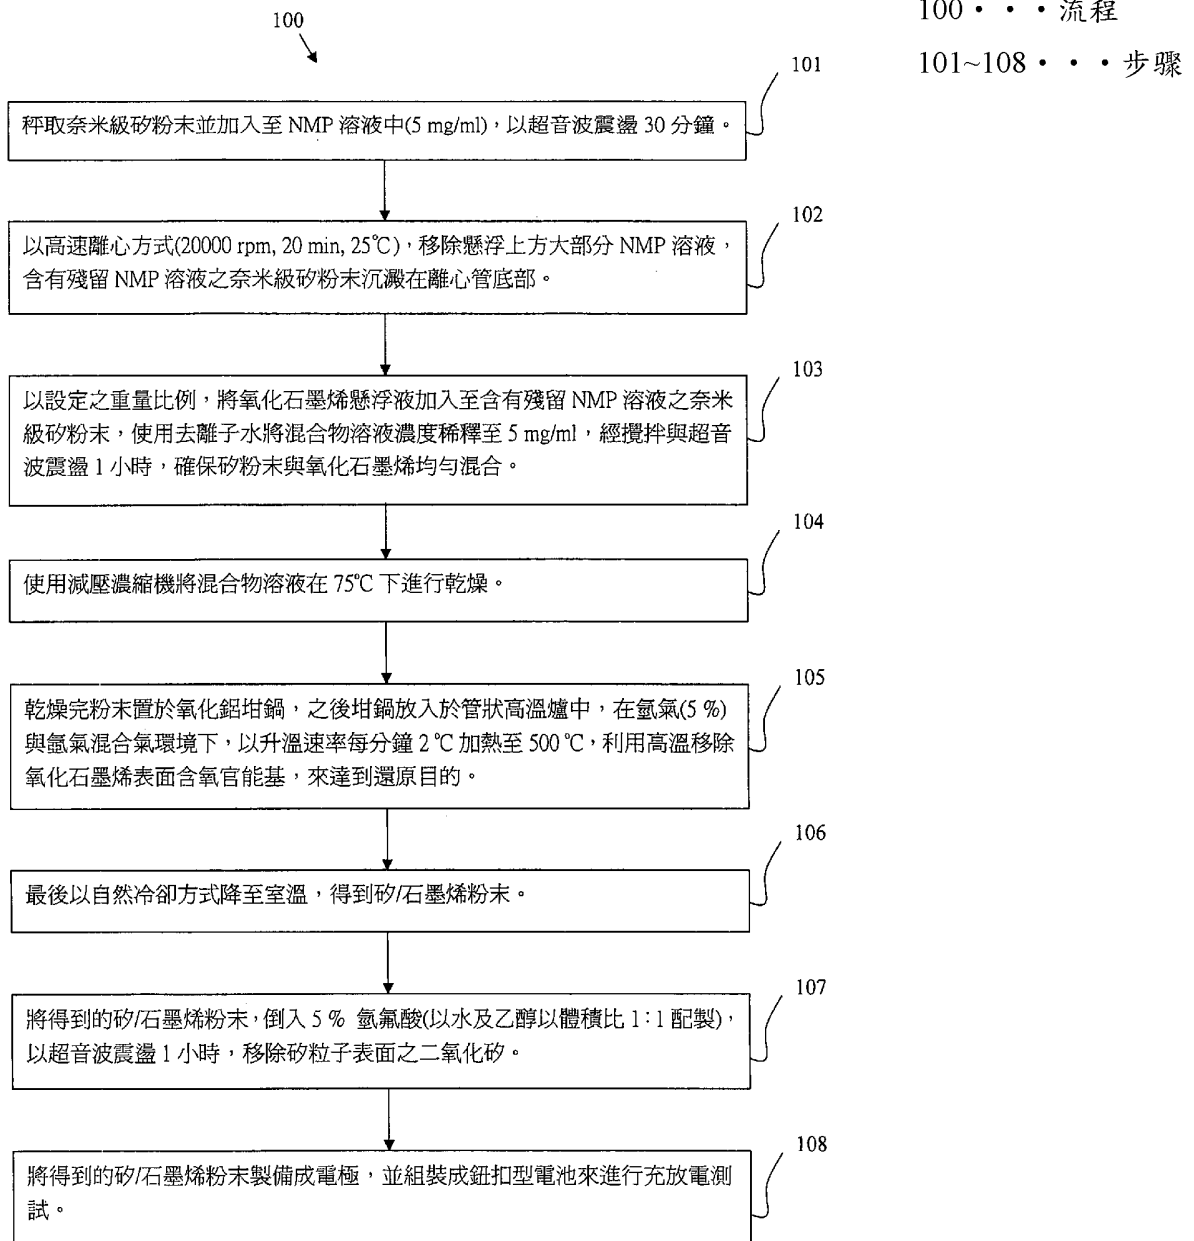 100
100・・・流程
101~108・・・步驟
101
秤取奈米級矽粉末並加入至 NMP 溶液中(5 mg/ml),以超音波震盪 30 分鐘。
102
以高速離心方式(20000 rpm, 20 min, 25℃),移除懸浮上方大部分 NMP 溶液,
含有殘留 NMP 溶液之奈米級矽粉末沉澱在離心管底部。
103
以設定之重量比例,將氧化石墨烯懸浮液加入至含有殘留 NMP 溶液之奈米
級矽粉末,使用去離子水將混合物溶液濃度稀釋至 5 mg/ml,經攪拌與超音
波震盪 1 小時,確保矽粉末與氧化石墨烯均勻混合。
104
使用減壓濃縮機將混合物溶液在 75℃ 下進行乾燥。
105
乾燥完粉末置於氧化鋁坩鍋,之後坩鍋放入於管狀高溫爐中,在氫氣(5 %)
與氬氣混合氣環境下,以升溫速率每分鐘 2 ℃ 加熱至 500 ℃,利用高溫移除
氧化石墨烯表面含氧官能基,來達到還原目的。
106
最後以自然冷卻方式降至室溫,得到矽/石墨烯粉末。
107
將得到的矽/石墨烯粉末,倒入 5 % 氫氟酸(以水及乙醇以體積比 1:1 配製),
以超音波震盪 1 小時,移除矽粒子表面之二氧化矽。
108
將得到的矽/石墨烯粉末製備成電極,並組裝成鈕扣型電池來進行充放電測
試。